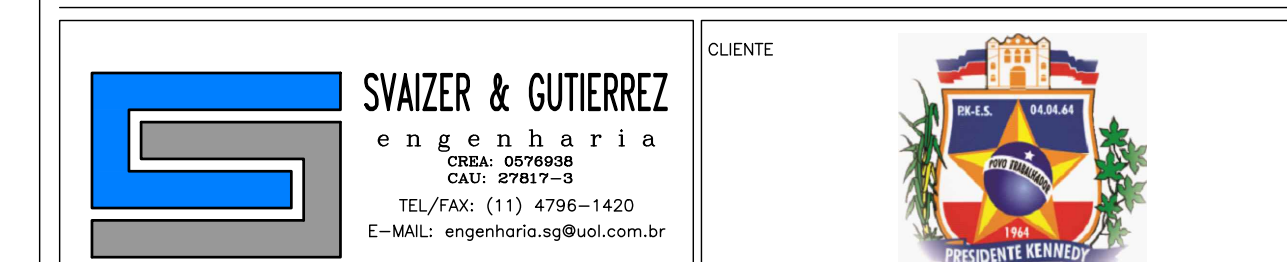 SVAIZER & GUTIERREZ
engenharia
CREA: 0576938
CAU: 27817-3
TEL/FAX: (11) 4796-1420
E-MAIL: engenharia.sg@uol.com.br
CLIENTE
P.K-E.S. 04.04.64
POVO TRABALHADOR
1964
PRESIDENTE KENNEDY